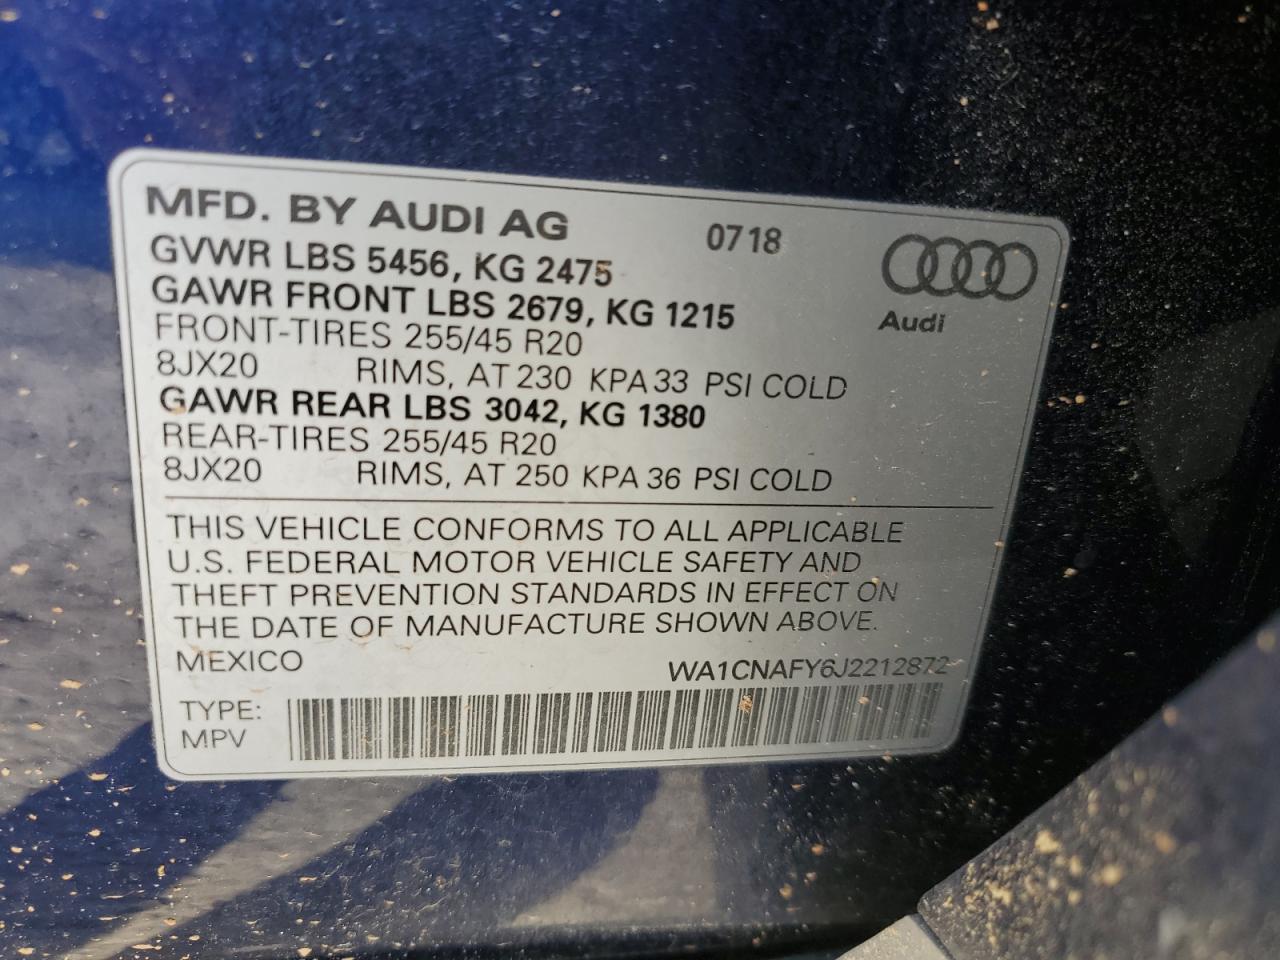 MFD. BY AUDI AG 0718
GVWR LBS 5456, KG 2475
GAWR FRONT LBS 2679, KG 1215
Audi
FRONT-TIRES 255/45 R20
8JX20 RIMS, AT 230 KPA 33 PSI COLD
GAWR REAR LBS 3042, KG 1380
REAR-TIRES 255/45 R20
8JX20 RIMS, AT 250 KPA 36 PSI COLD
THIS VEHICLE CONFORMS TO ALL APPLICABLE
U.S. FEDERAL MOTOR VEHICLE SAFETY AND
THEFT PREVENTION STANDARDS IN EFFECT ON
THE DATE OF MANUFACTURE SHOWN ABOVE.
MEXICO WA1CNAFY6J2212872
TYPE:
MPV